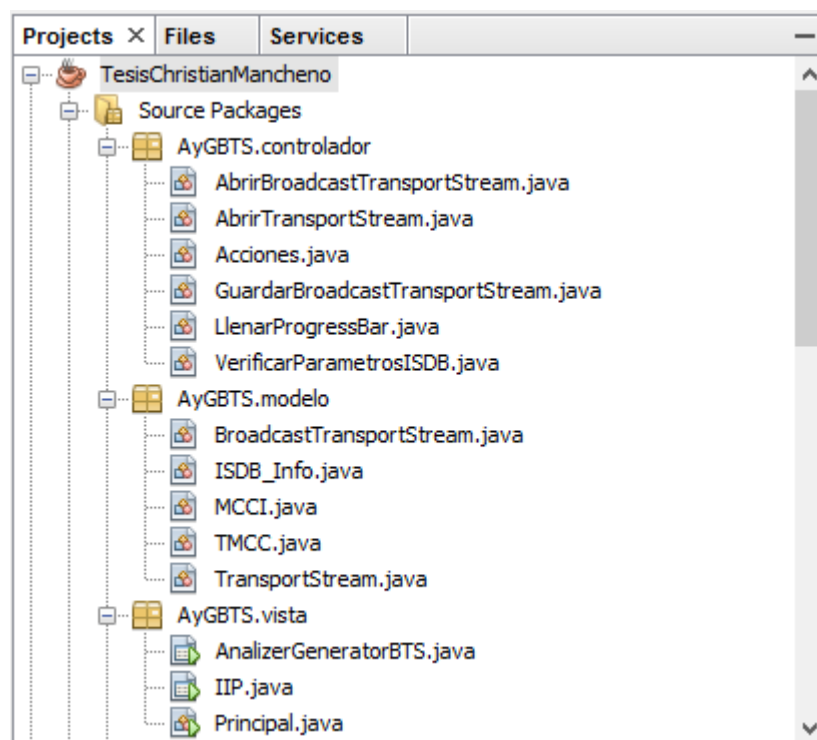 Projects Files Services
TesisChristianMancheno
Source Packages
AyGBTS.controlador
AbrirBroadcastTransportStream.java
AbrirTransportStream.java
Acciones.java
GuardarBroadcastTransportStream.java
LlenarProgressBar.java
VerificarParametrosISDB.java
AyGBTS.modelo
BroadcastTransportStream.java
ISDB_Info.java
MCCI.java
TMCC.java
TransportStream.java
AyGBTS.vista
AnalizerGeneratorBTS.java
IIP.java
Principal.java